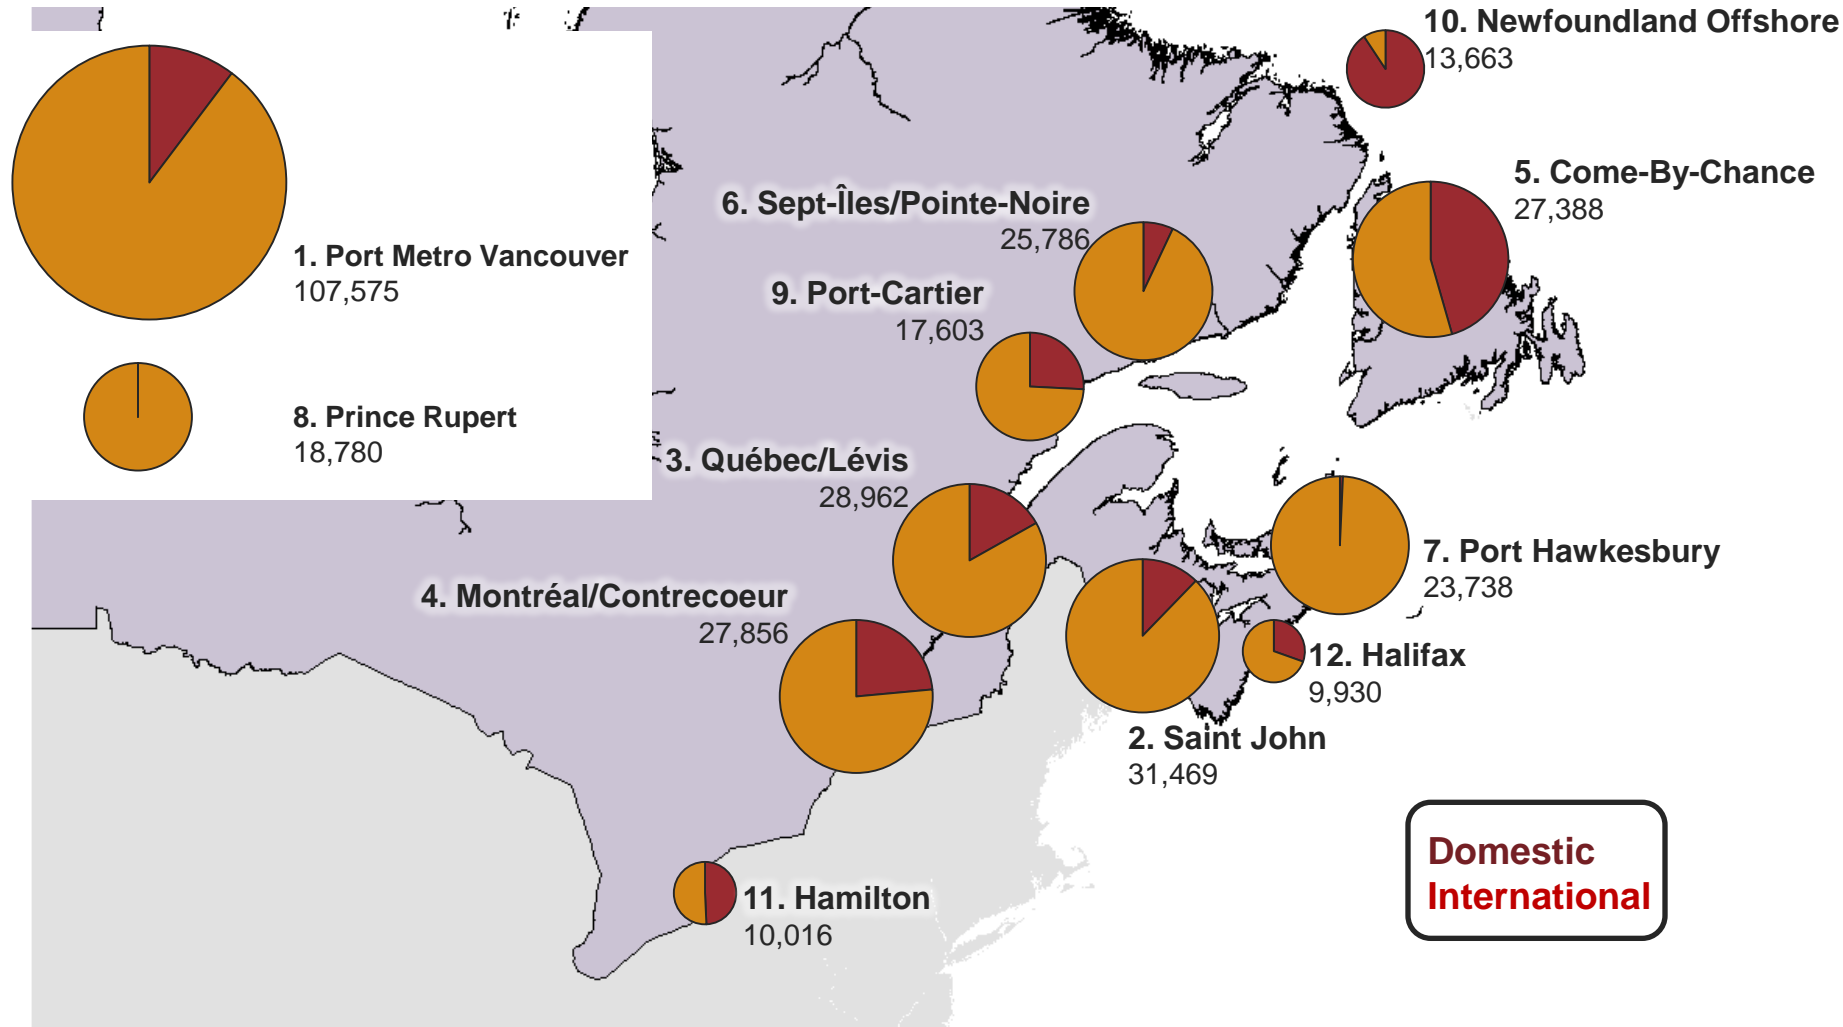 10. Newfoundland Offshore
13,663
5. Come-By-Chance
27,388
6. Sept-Îles/Pointe-Noire
25,786
1. Port Metro Vancouver
107,575
9. Port-Cartier
17,603
8. Prince Rupert
18,780
3. Québec/Lévis
28,962
7. Port Hawkesbury
23,738
4. Montréal/Contrecoeur
27,856
12. Halifax
9,930
2. Saint John
31,469
Domestic
International
11. Hamilton
10,016